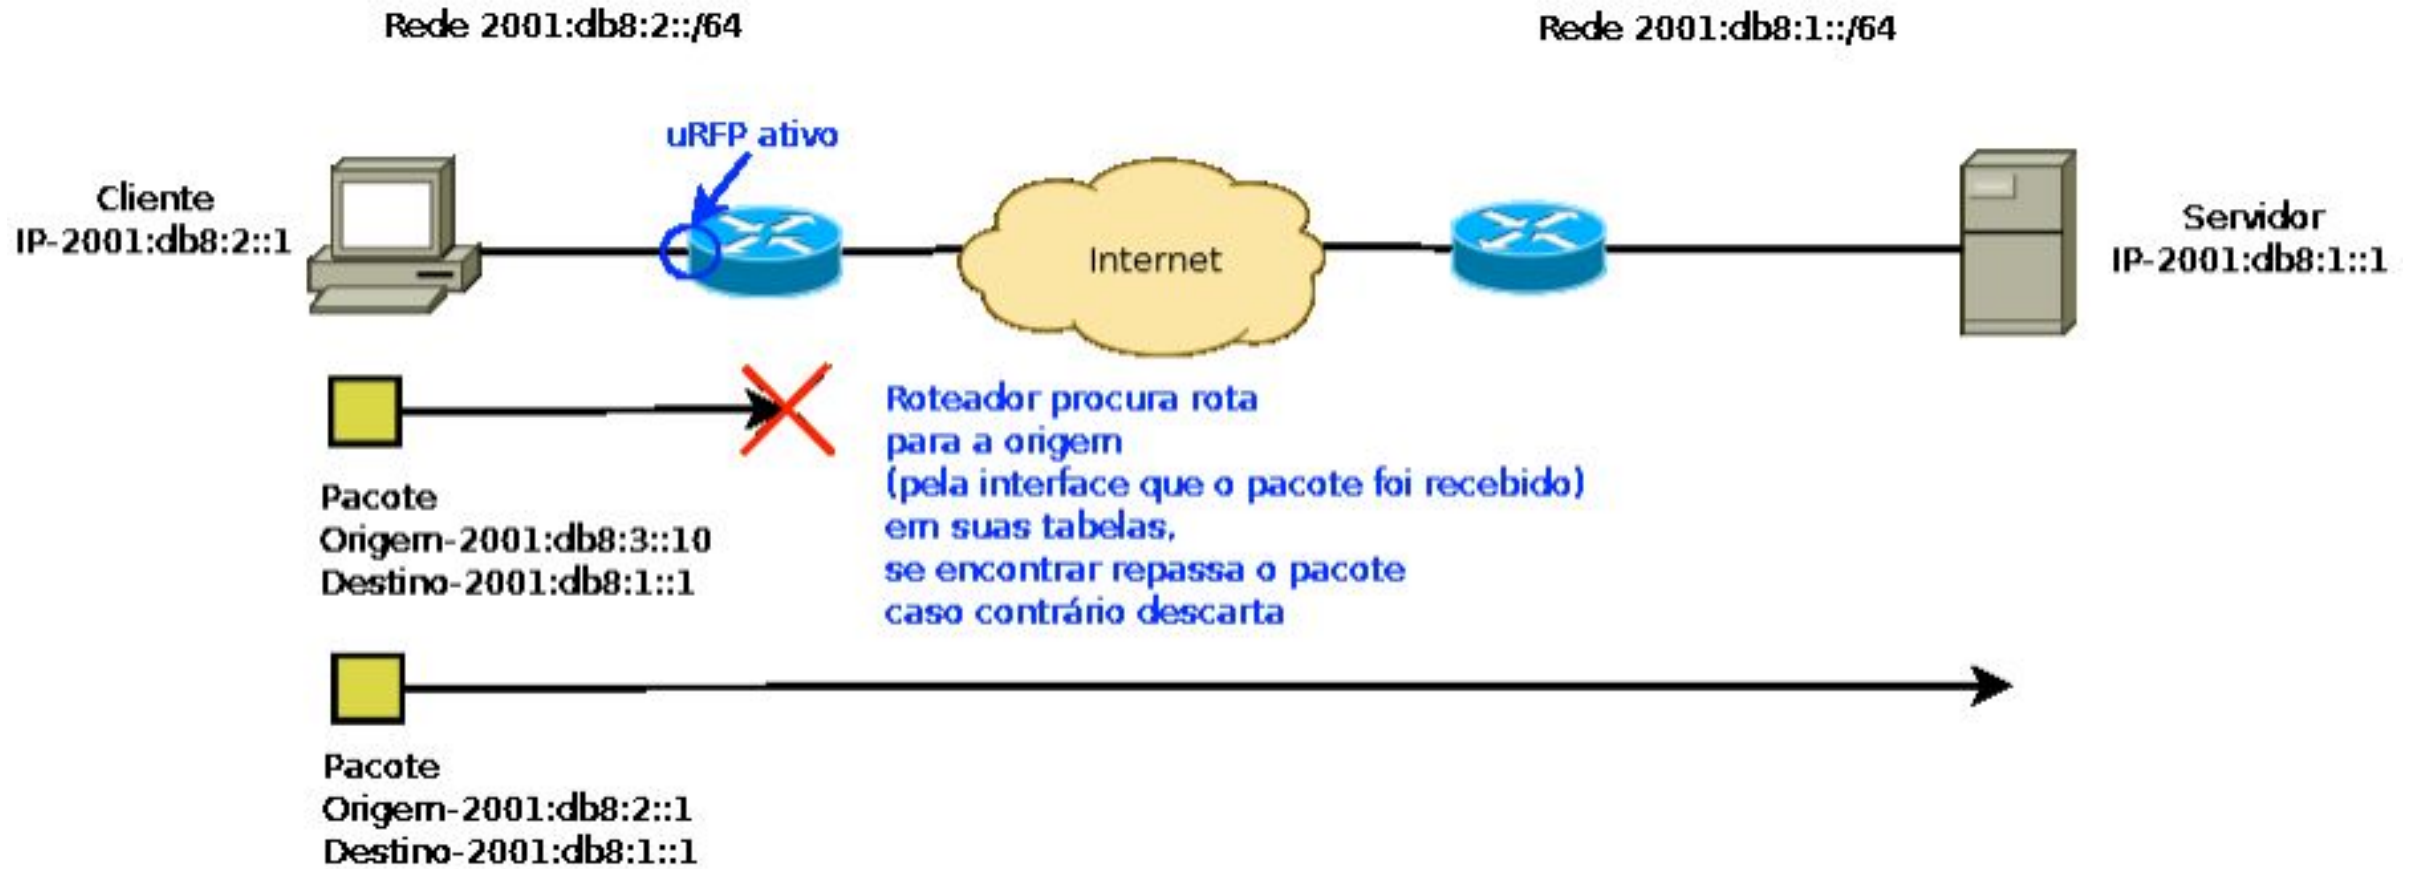 Rede 2001:db8:2::/64
Rede 2001:db8:1::/64
uRFP ativo
Cliente
IP-2001:db8:2::1
Internet
Servidor
IP-2001:db8:1::1
Pacote
Origem-2001:db8:3::10
Destino-2001:db8:1::1
Roteador procura rota
para a origem
(pela interface que o pacote foi recebido)
em suas tabelas,
se encontrar repassa o pacote
caso contrário descarta
Pacote
Origem-2001:db8:2::1
Destino-2001:db8:1::1